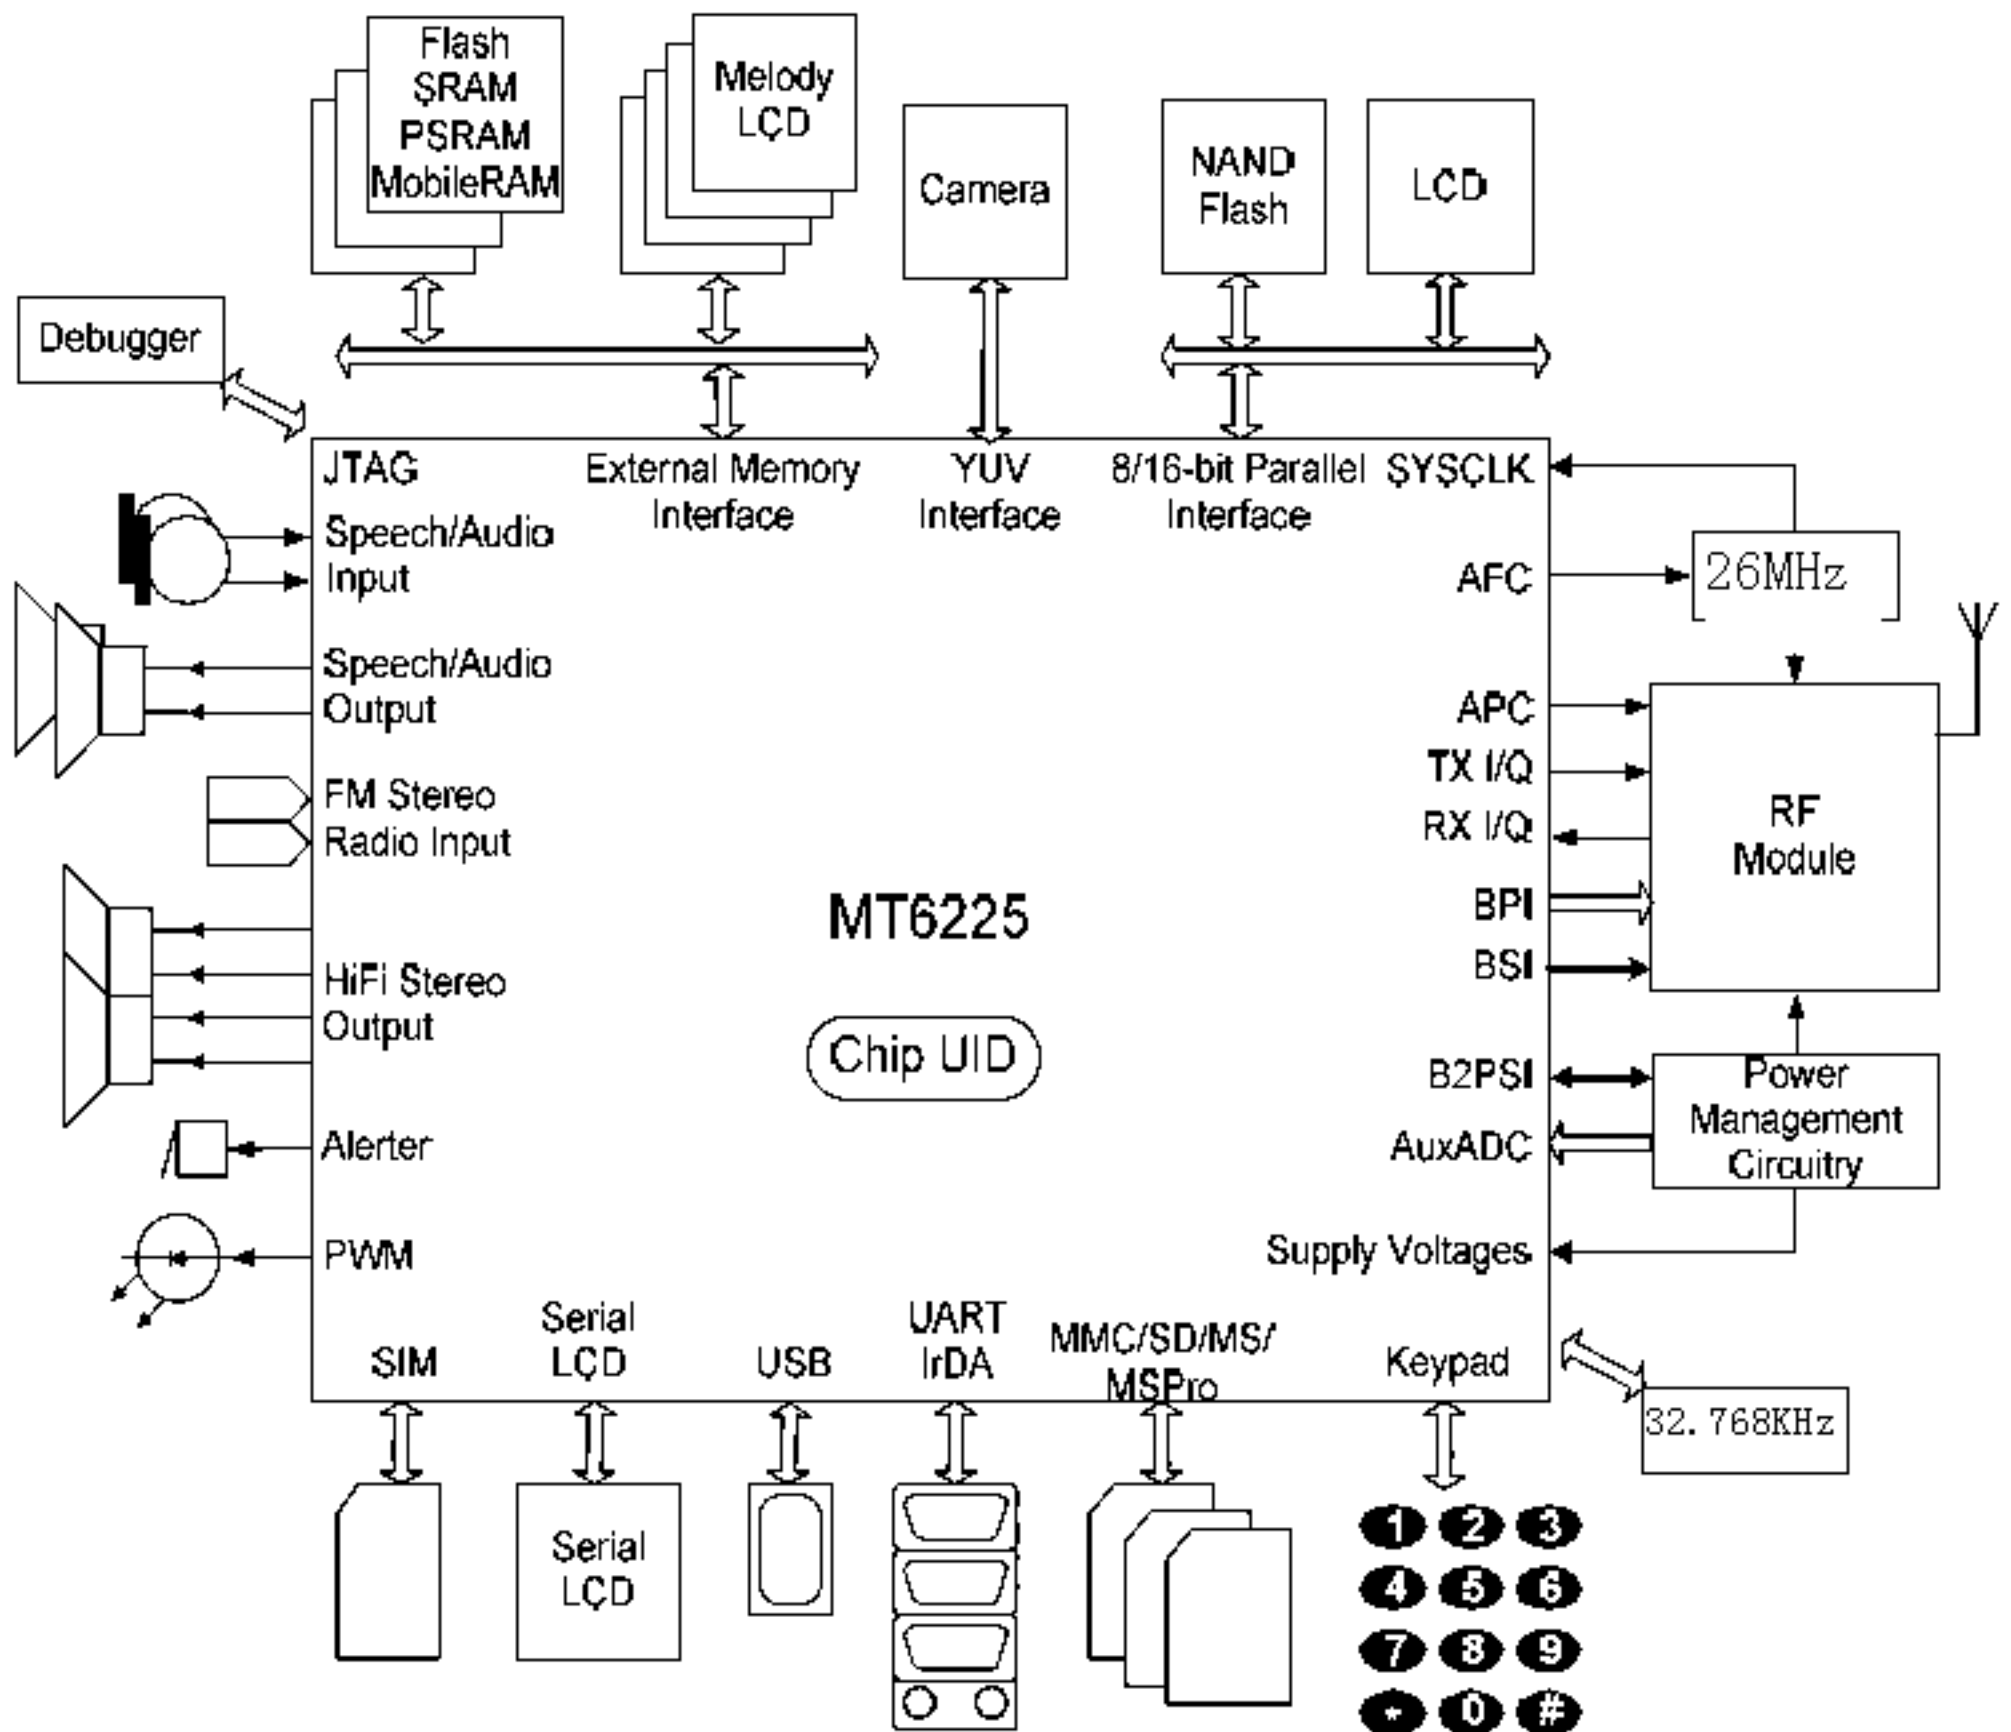 Flash
SRAM
PSRAM
MobileRAM
Melody
LCD
Camera
NAND
Flash
LCD
Debugger
JTAG
External Memory
Interface
YUV
Interface
8/16-bit Parallel
Interface
SYSCLK
Speech/Audio
Input
AFC
26MHz
Speech/Audio
Output
APC
TX I/Q
RX I/Q
BPI
BSI
RF
Module
FM Stereo
Radio Input
MT6225
HiFi Stereo
Output
Chip UID
B2PSI
AuxADC
Power
Management
Circuitry
Alerter
PWM
Supply Voltages
SIM
Serial
LCD
USB
UART
IrDA
MMC/SD/MS/
MSPro
Keypad
32.768KHz
Serial
LCD
1 2 3
4 5 6
7 8 9
* 0 #